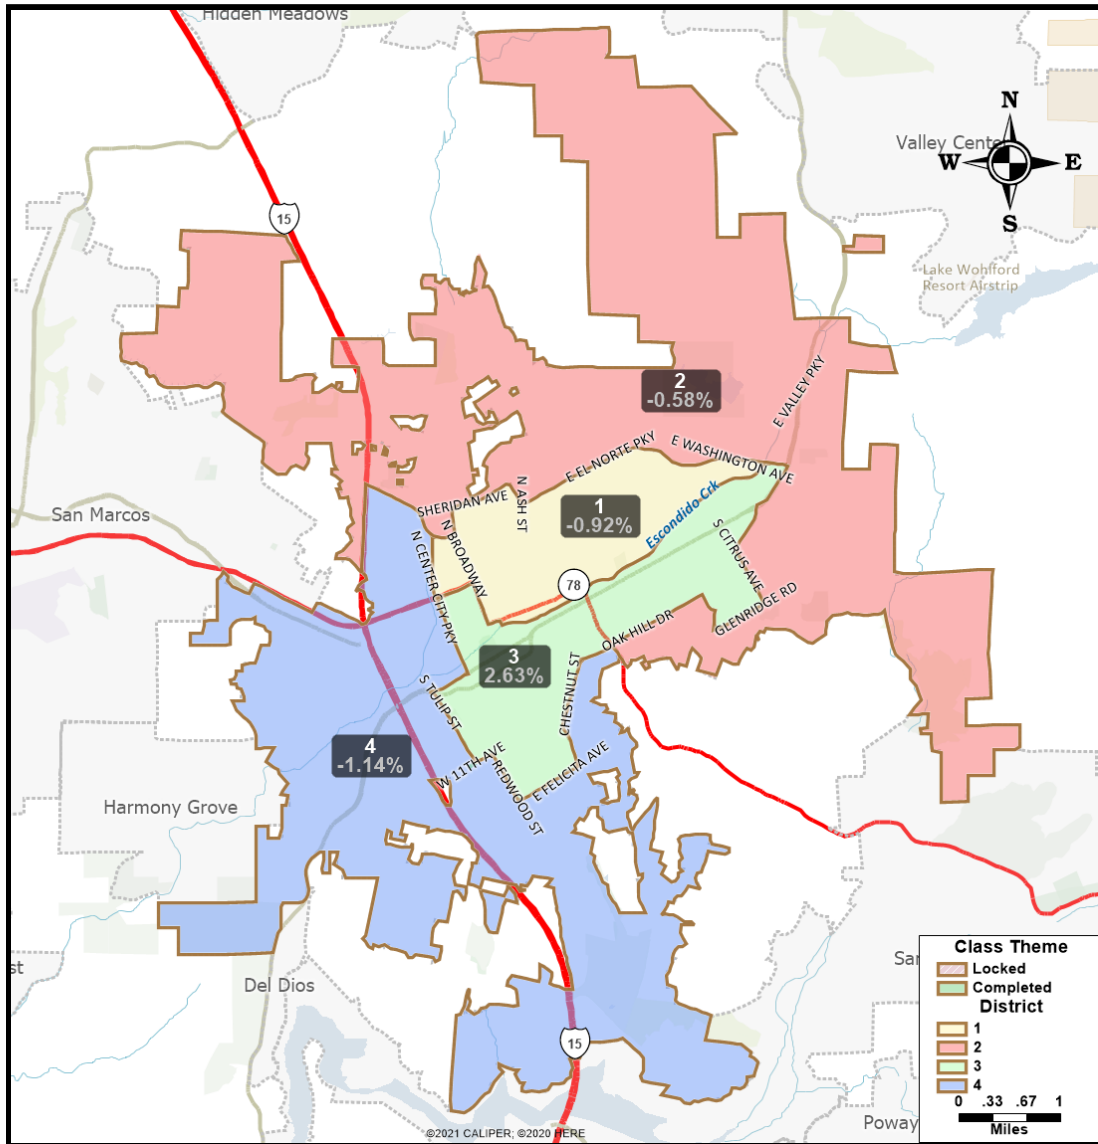 Hidden Meadows
N
Valley Center
W
E
S
15
Lake Wohlford
Resort Airstrip
2
-0.58%
E VALLEY PKY
E EL NORTE PKY
E WASHINGTON AVE
N ASH ST
SHERIDAN AVE
Escondido Crk
San Marcos
1
-0.92%
N BROADWAY
N CENTER CITY PKY
S CITRUS AVE
78
GLENRIDGE RD
OAK HILL DR
3
2.63%
CHESTNUT ST
S TULIP ST
4
-1.14%
W 11TH AVE
REDWOOD ST
E FELICITA AVE
Harmony Grove
st
Del Dios
San
15
Poway
Class Theme
Locked
Completed
District
1
2
3
4
0 .33 .67 1
Miles
©2021 CALIPER; ©2020 HERE